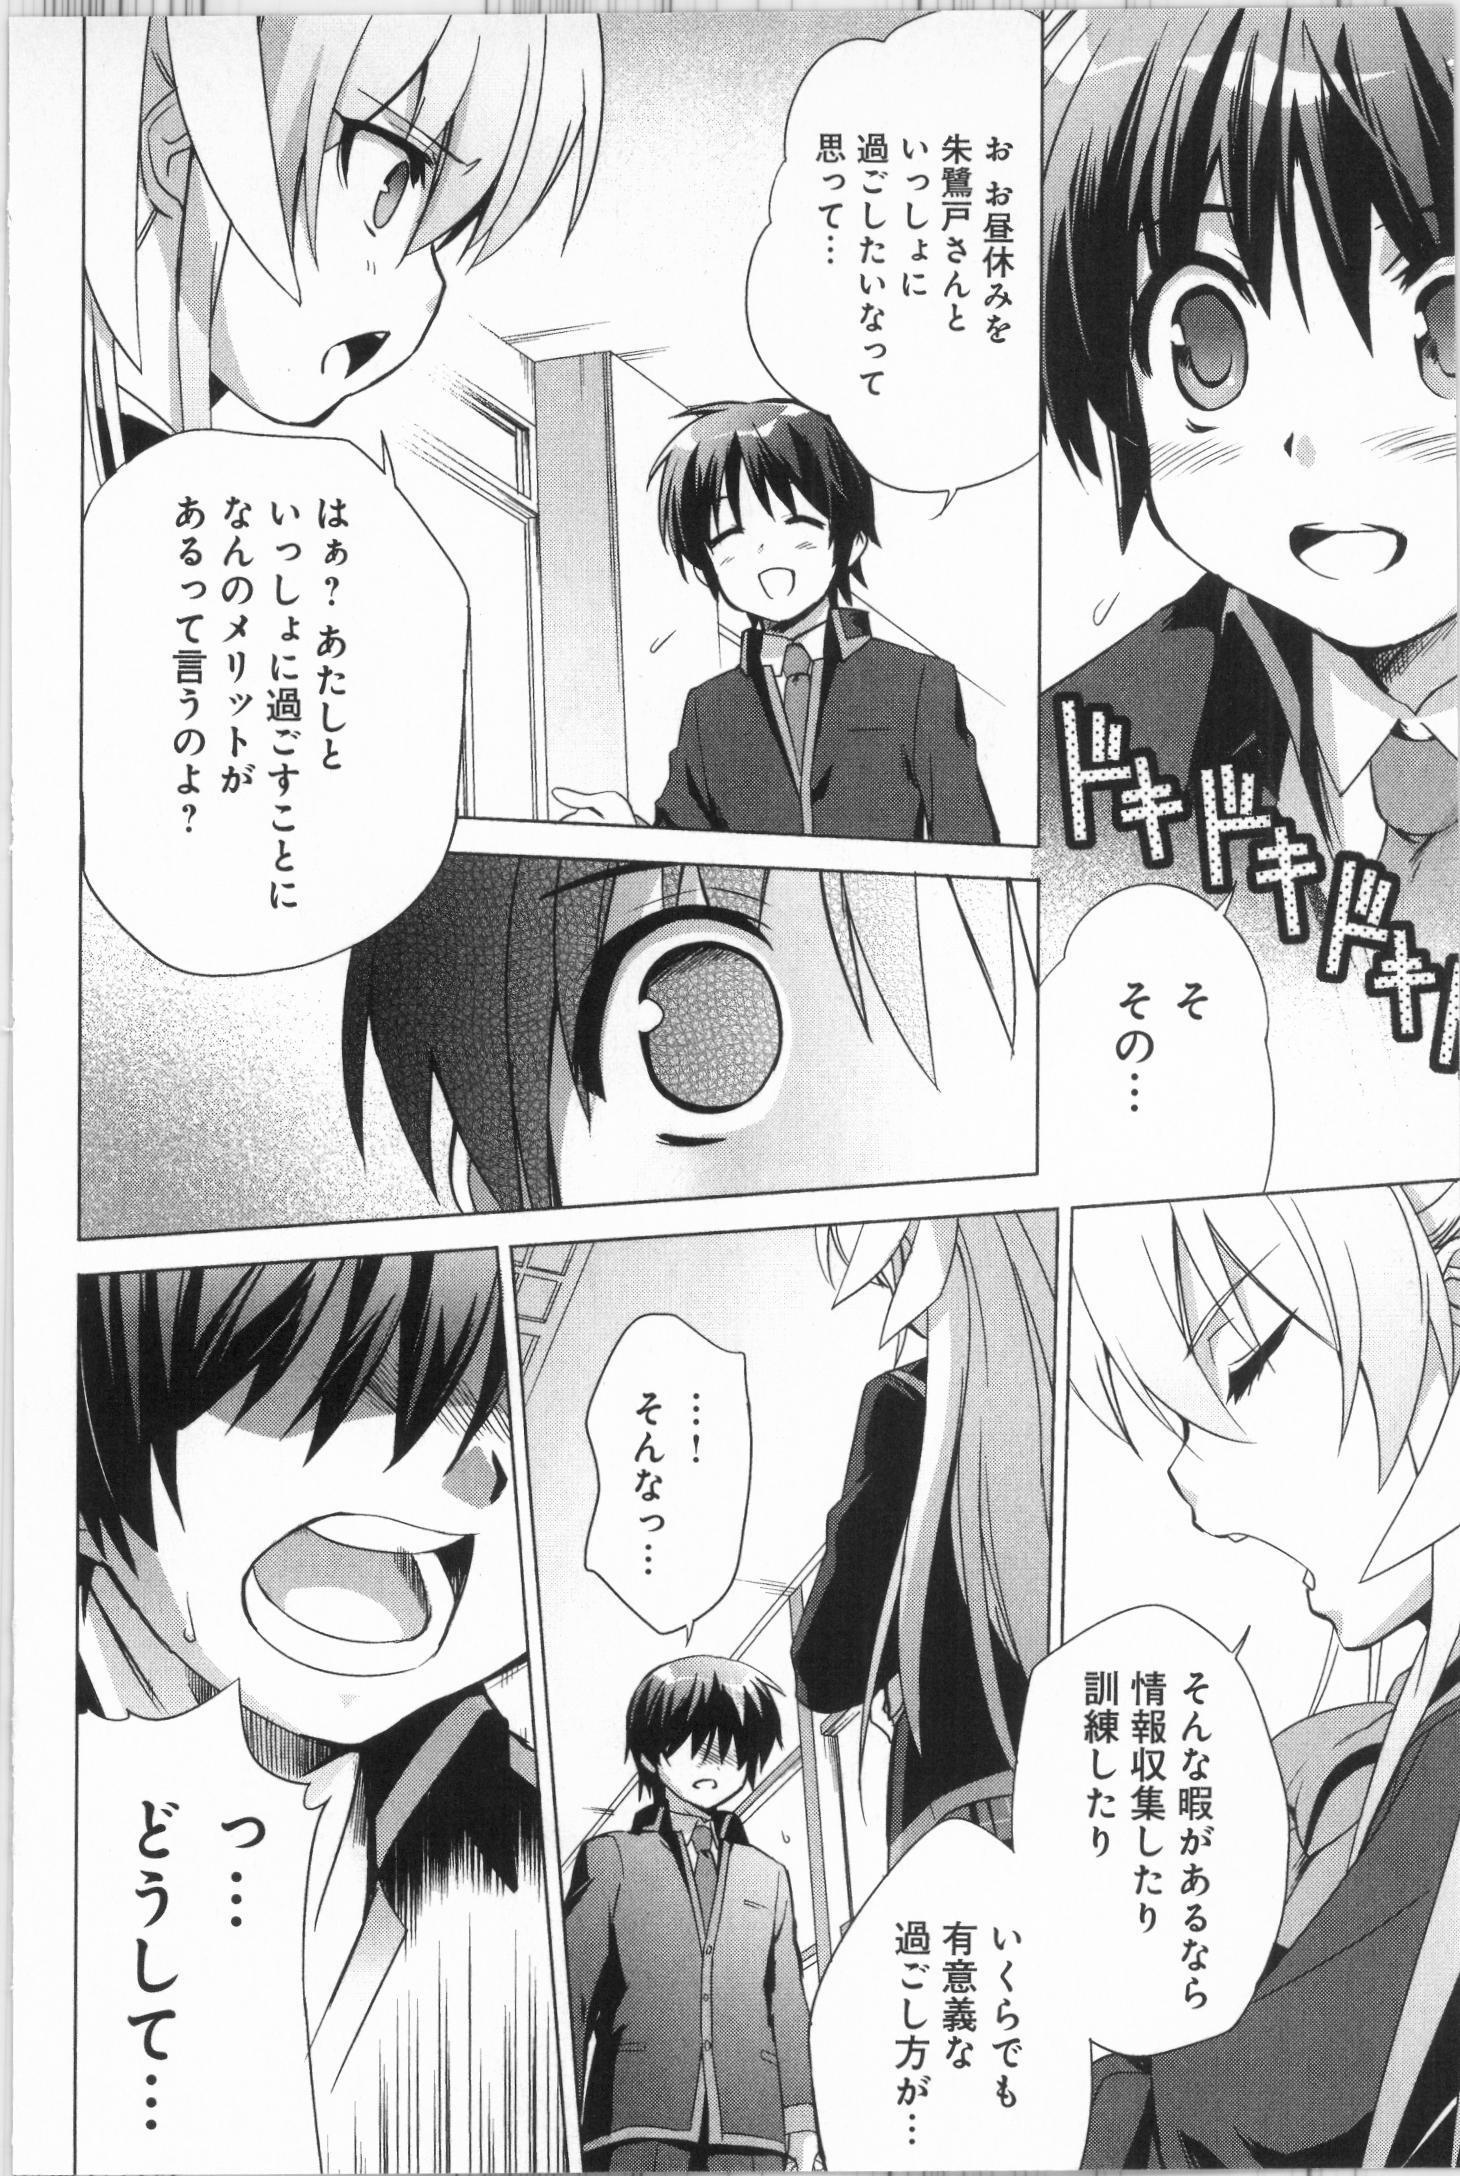 ドキドキドキドキ
そ
その…
お お昼休みを
朱鷺戸さんと
いっしょに
過ごしたいなって
思って…
はぁ？あたしと
いっしょに過ごすことに
なんのメリットが
あるって言うのよ？
そんな暇があるなら
情報収集したり
訓練したり
いくらでも
有意義な
過ごし方が…
…！
そんなっ…
っ…
どうして…